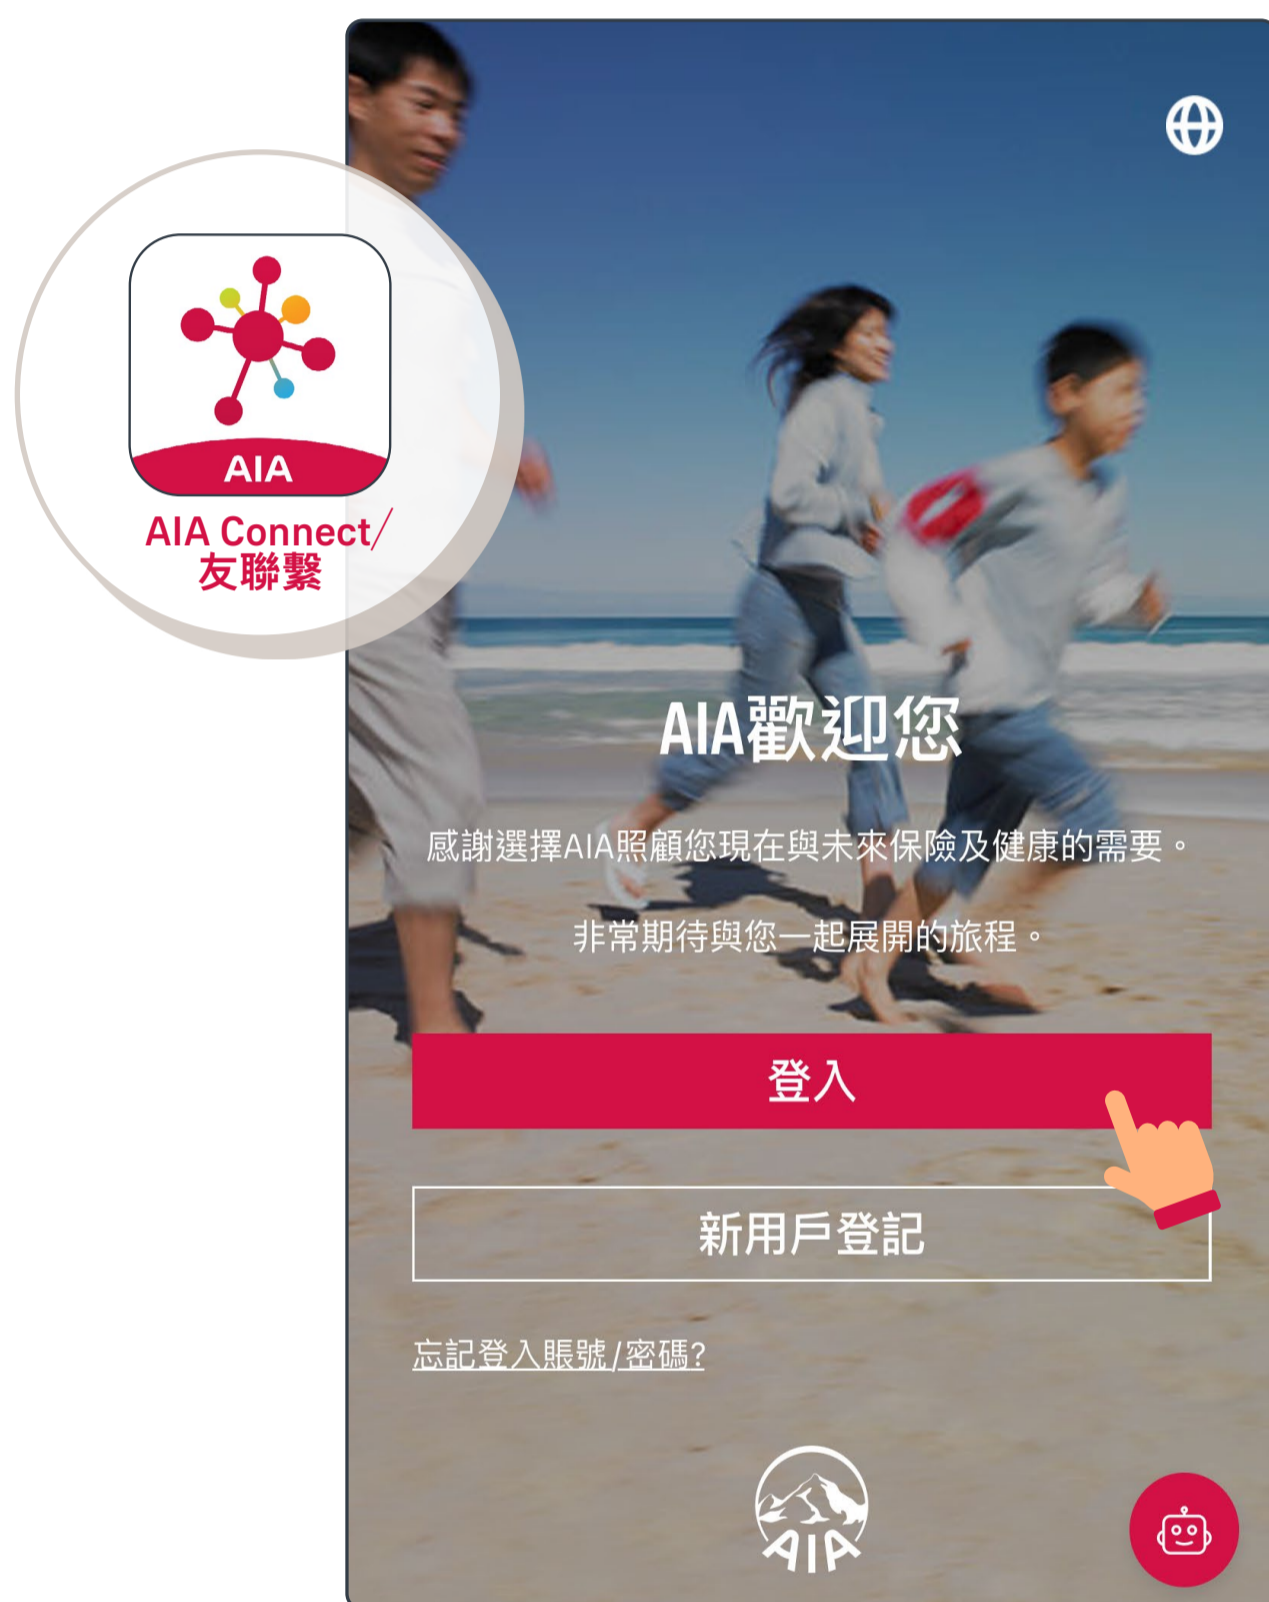 AIA
AIA Connect/
友聯繫
AIA歡迎您
感謝選擇AIA照顧您現在與未來保險及健康的需要。
非常期待與您一起展開的旅程。
登入
新用戶登記
忘記登入賬號/密碼?
AIA